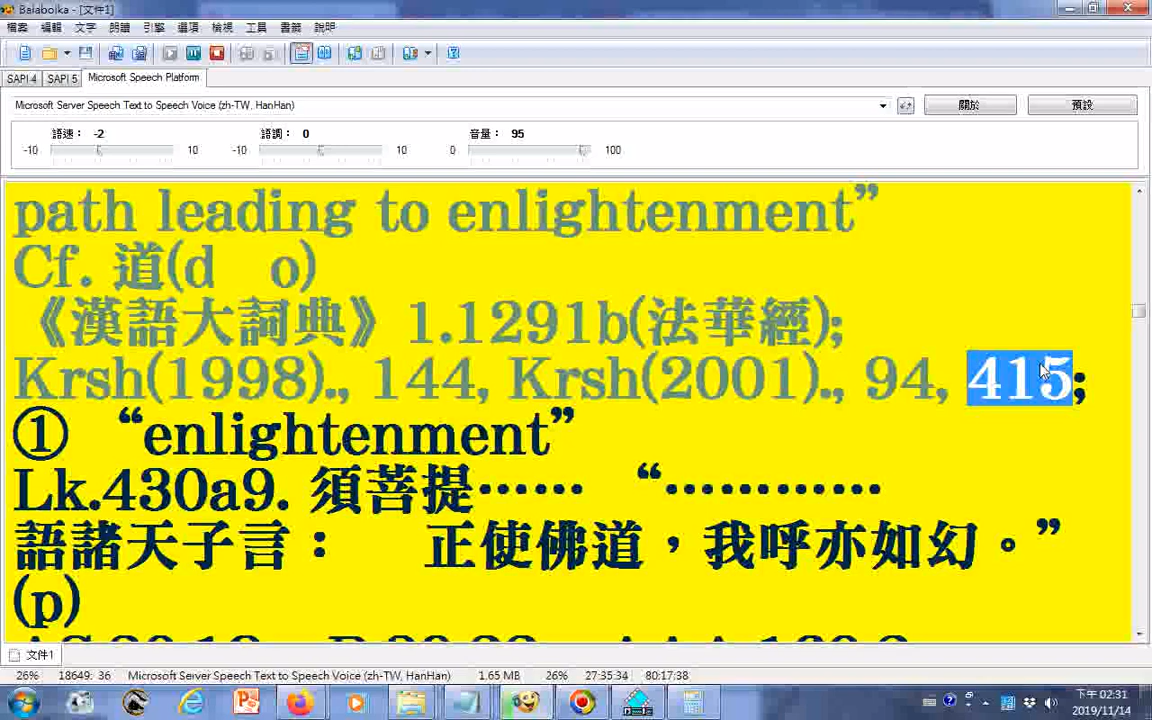 Balabolka - [文件1]
檔案 編輯 文字 朗讀 引擎 選項 檢視 工具 書籤 說明
SAPI 4 SAPI 5 Microsoft Speech Platform
Microsoft Server Speech Text to Speech Voice (zh-TW, HanHan) 關於 預設
語速： -2 語調： 0 音量： 95
-10 10 -10 10 0 100
path leading to enlightenment”
Cf. 道(d o)
《漢語大詞典》 1.1291b(法華經);
Krsh(1998)., 144, Krsh(2001)., 94, 415;
① “enlightenment”
Lk.430a9. 須菩提…… “…………
語諸天子言： 正使佛道，我呼亦如幻。”
(p)
文件1
26% 18649: 36 Microsoft Server Speech Text to Speech Voice (zh-TW, HanHan) 1.65 MB 26% 27:35:34 80:17:38
下午 02:31
2019/11/14